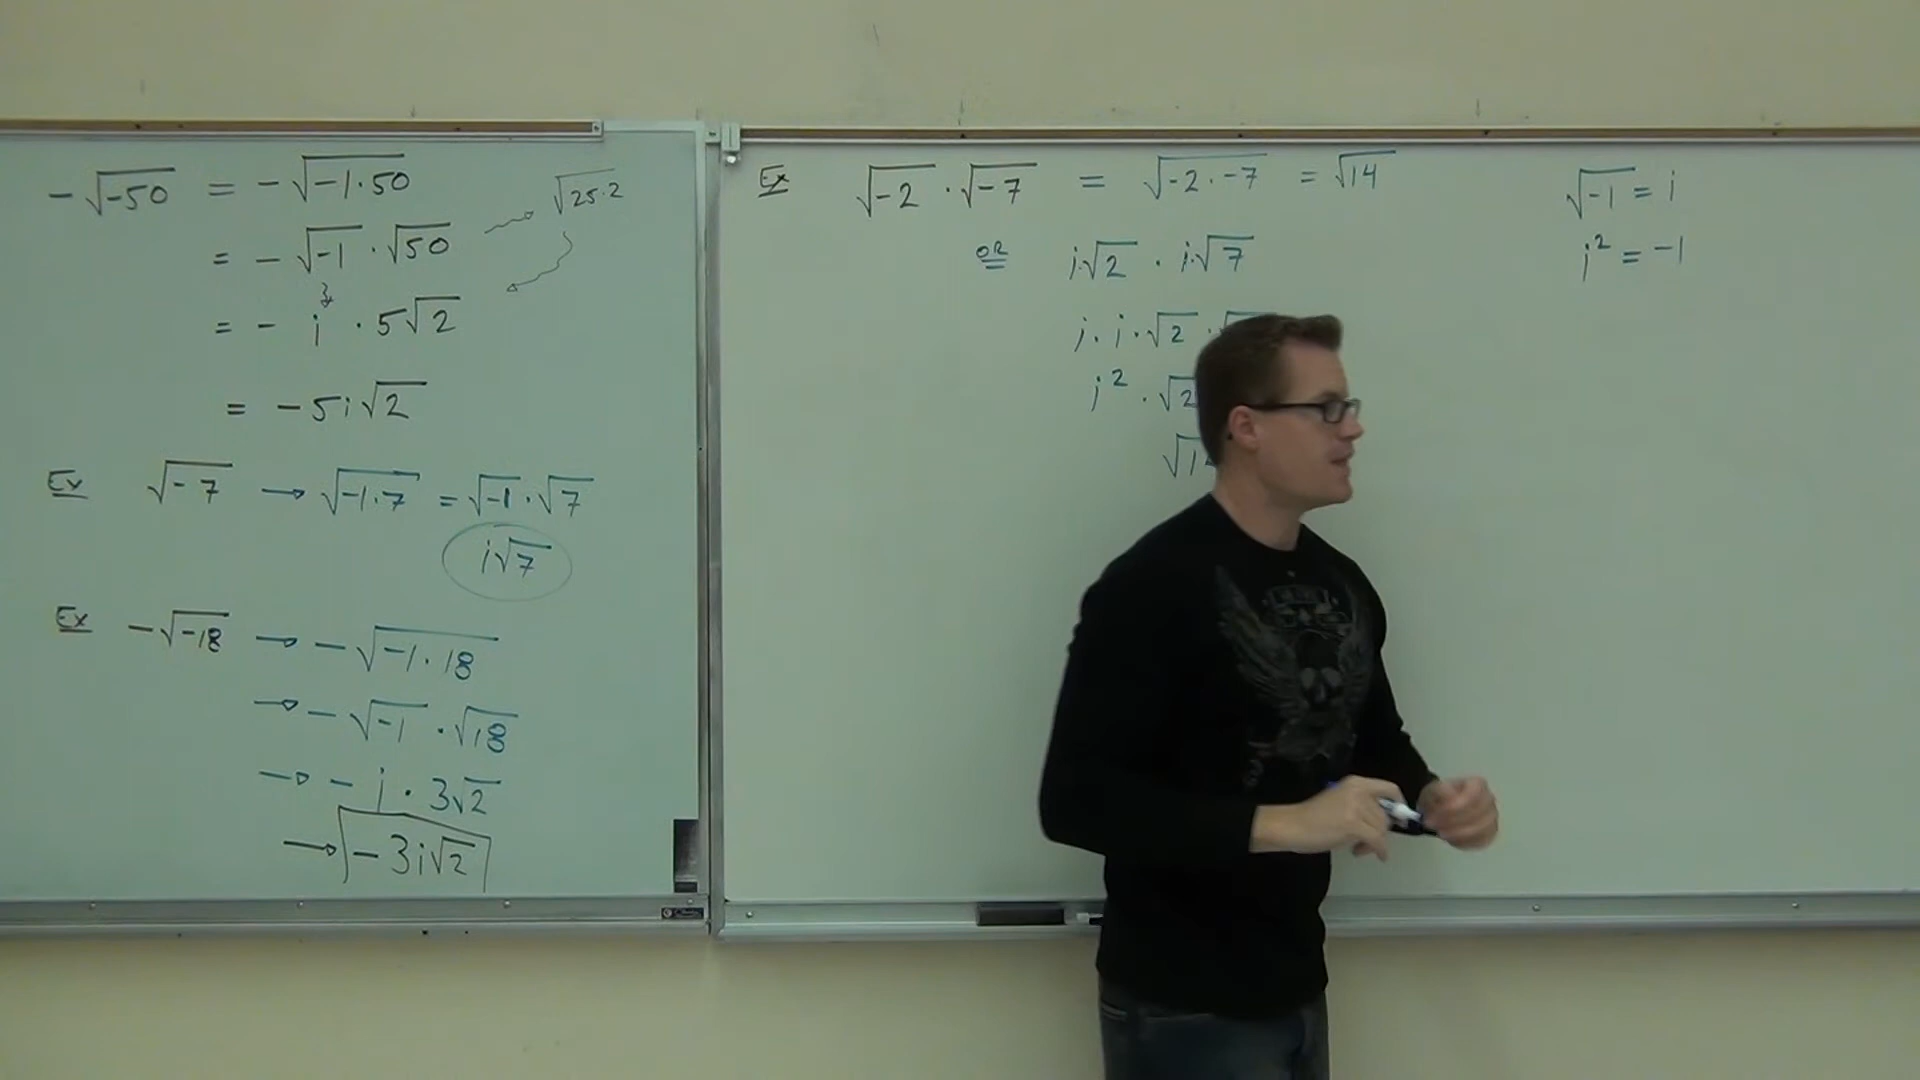 -√-50 = -√-1·50
= -√-1 · √50
√25·2
= - i · 5√2
= -5i√2
Ex √-7 → √-1·7 = √-1 · √7
i√7
Ex -√-18 → -√-1·18
→ -√-1 · √18
→ - i · 3√2
→ -3i√2
Ex √-2 · √-7 = √-2·-7 = √14
OR i·√2 · i·√7
i · i · √2 ·
i² · √2
√-1 = i
i² = -1